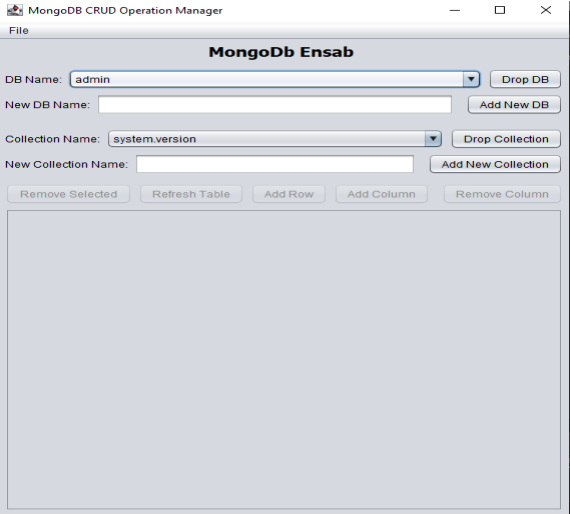 MongoDB CRUD Operation Manager
File
MongoDb Ensab
DB Name: admin Drop DB
New DB Name: Add New DB
Collection Name: system.version Drop Collection
New Collection Name: Add New Collection
Remove Selected Refresh Table Add Row Add Column Remove Column